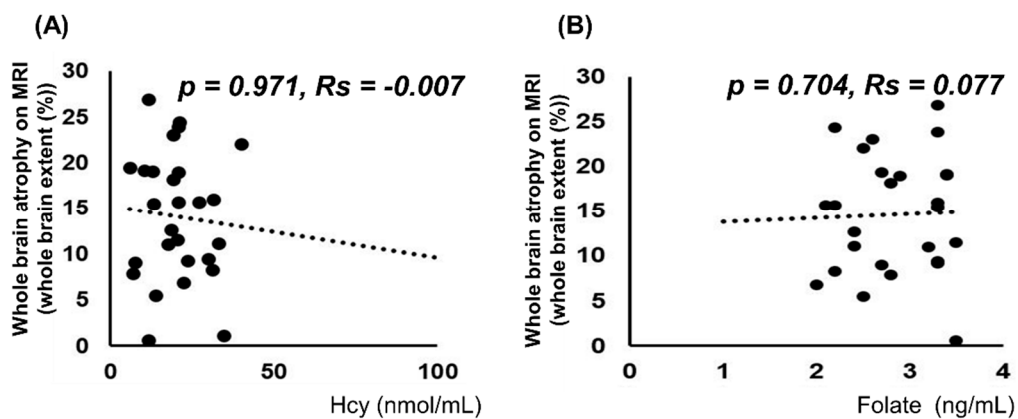 (A)
p = 0.971, Rs = -0.007
Whole brain atrophy on MRI
(whole brain extent (%))
30
25
20
15
10
5
0
0 50 100
Hcy (nmol/mL)
(B)
p = 0.704, Rs = 0.077
Whole brain atrophy on MRI
(whole brain extent (%))
30
25
20
15
10
5
0
0 1 2 3 4
Folate (ng/mL)